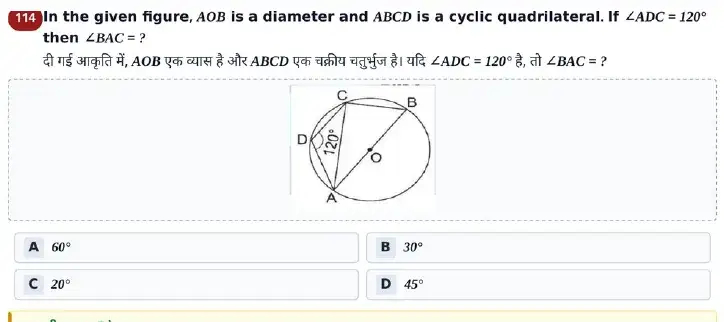 114 In the given figure, AOB is a diameter and ABCD is a cyclic quadrilateral. If ∠ADC = 120°
then ∠BAC = ?
दी गई आकृति में, AOB एक व्यास है और ABCD एक चक्रीय चतुर्भुज है। यदि ∠ADC = 120° है, तो ∠BAC = ?
C
B
D
120°
O
A
A 60°
B 30°
C 20°
D 45°